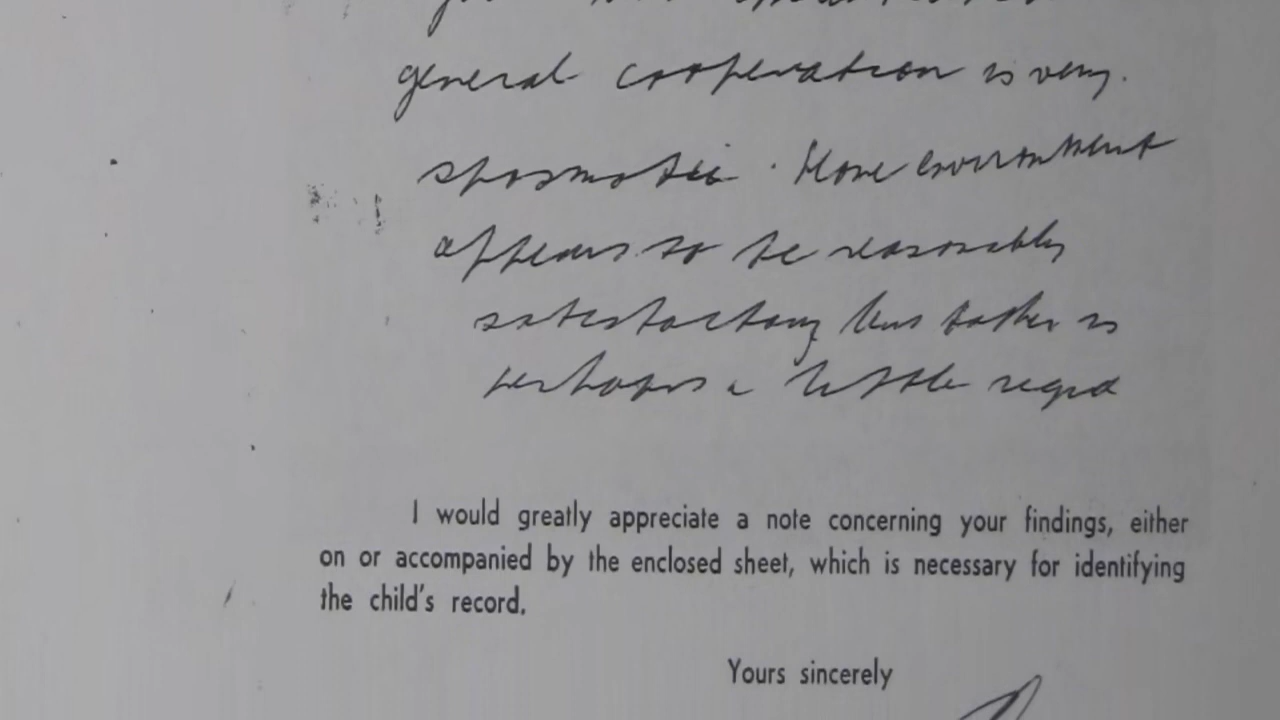 general cooperation is very
spasmodic. Home environment
appears to be reasonably
satisfactory but father is
perhaps a little rigid
I would greatly appreciate a note concerning your findings, either
on or accompanied by the enclosed sheet, which is necessary for identifying
the child's record.
Yours sincerely